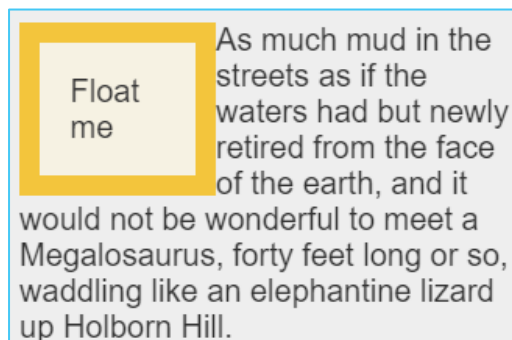 Float
me
As much mud in the
streets as if the
waters had but newly
retired from the face
of the earth, and it
would not be wonderful to meet a
Megalosaurus, forty feet long or so,
waddling like an elephantine lizard
up Holborn Hill.